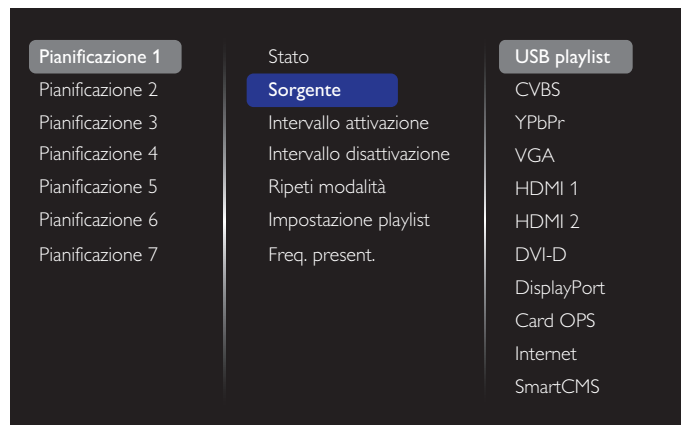 Pianificazione 1
Pianificazione 2
Pianificazione 3
Pianificazione 4
Pianificazione 5
Pianificazione 6
Pianificazione 7
Stato
Sorgente
Intervallo attivazione
Intervallo disattivazione
Ripeti modalità
Impostazione playlist
Freq. present.
USB playlist
CVBS
YPbPr
VGA
HDMI 1
HDMI 2
DVI-D
DisplayPort
Card OPS
Internet
SmartCMS